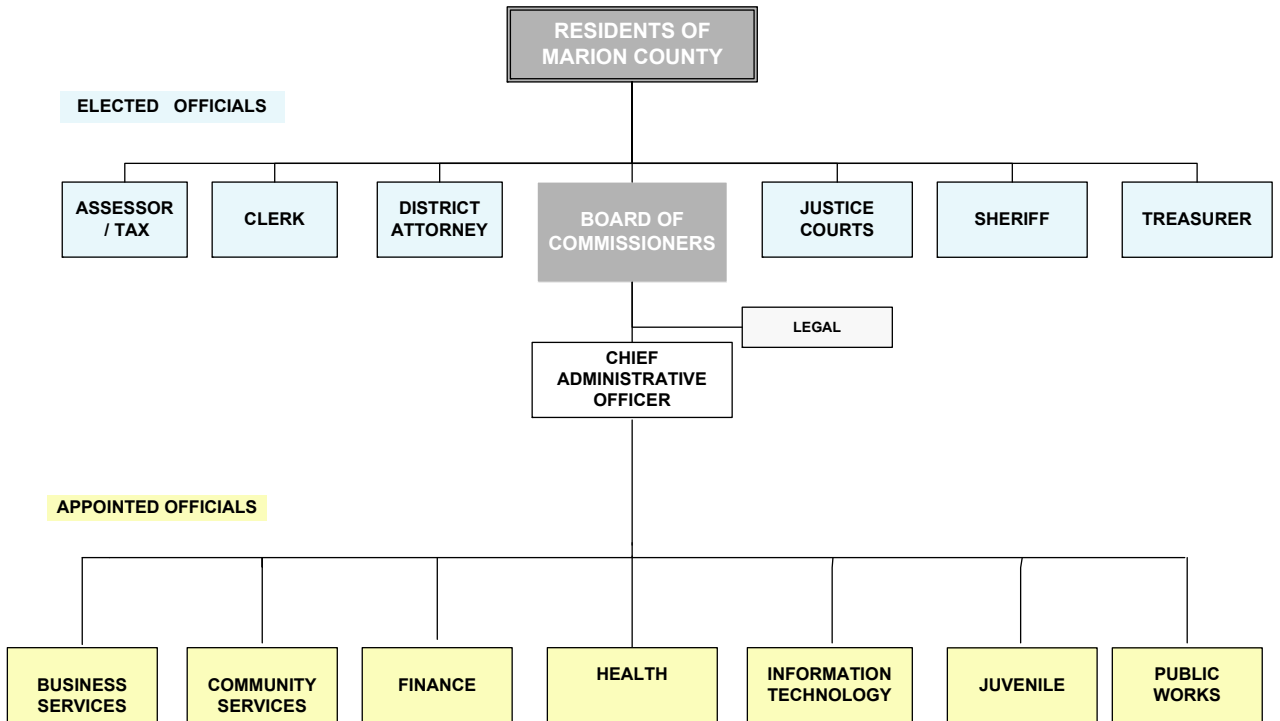 RESIDENTS OF
MARION COUNTY
ELECTED OFFICIALS
ASSESSOR
/ TAX
CLERK
DISTRICT
ATTORNEY
BOARD OF
COMMISSIONERS
JUSTICE
COURTS
SHERIFF
TREASURER
LEGAL
CHIEF
ADMINISTRATIVE
OFFICER
APPOINTED OFFICIALS
BUSINESS
SERVICES
COMMUNITY
SERVICES
FINANCE
HEALTH
INFORMATION
TECHNOLOGY
JUVENILE
PUBLIC
WORKS